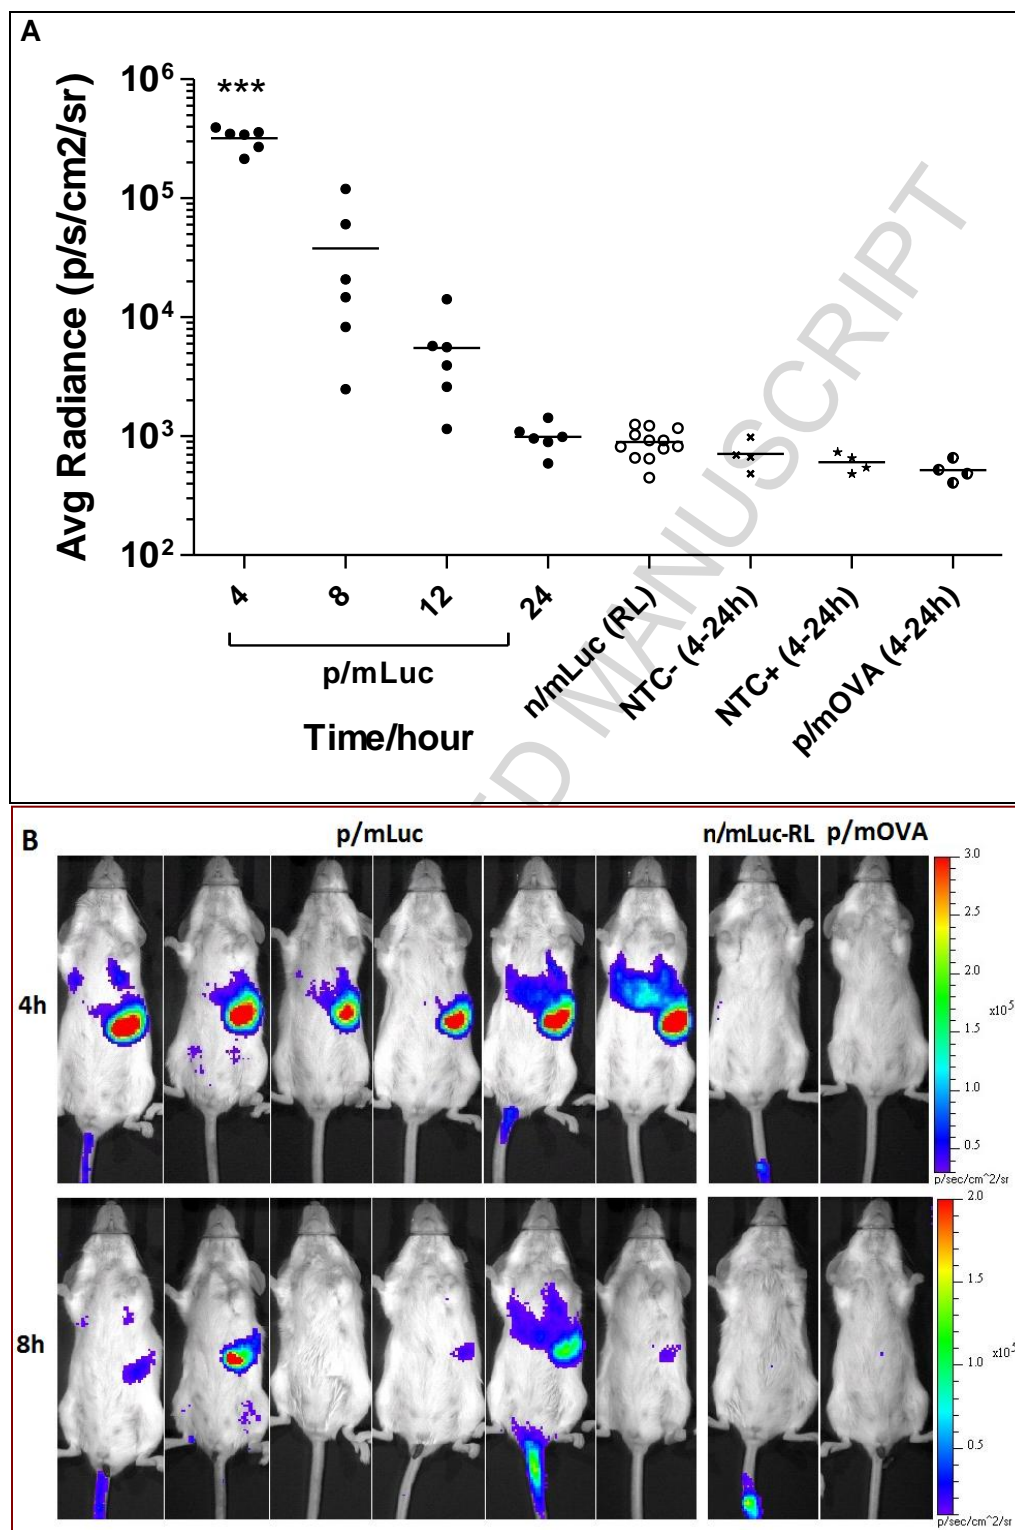 A
10^6
10^5
10^4
10^3
10^2
Avg Radiance (p/s/cm2/sr)
***
4
8
12
24
n/mLuc (RL)
NTC- (4-24h)
NTC+ (4-24h)
p/mOVA (4-24h)
p/mLuc
Time/hour
ED MANUSCRIPT
B
p/mLuc
n/mLuc-RL
p/mOVA
4h
3.0
2.5
2.0
x10^5
1.5
1.0
0.5
p/sec/cm^2/sr
8h
2.0
1.5
x10^5
1.0
0.5
p/sec/cm^2/sr